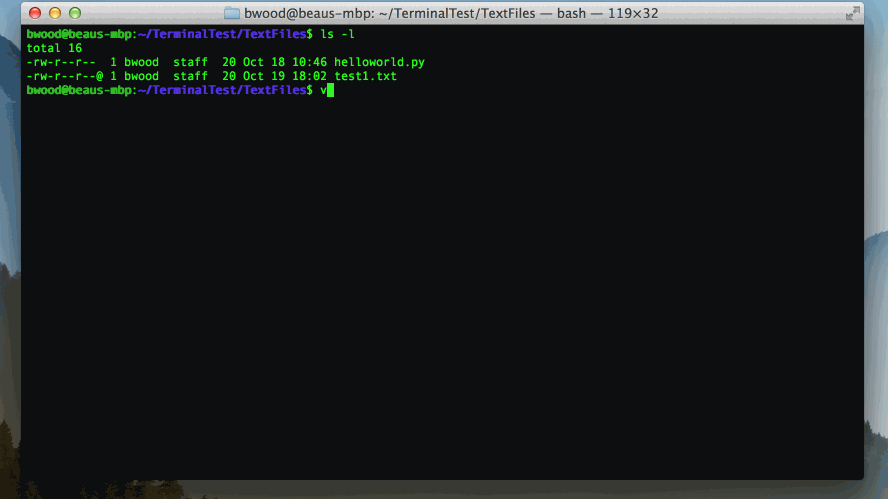 bwood@beaus-mbp: ~/TerminalTest/TextFiles — bash — 119×32
bwood@beaus-mbp:~/TerminalTest/TextFiles$ ls -l
total 16
-rw-r--r--  1 bwood  staff  20 Oct 18 10:46 helloworld.py
-rw-r--r--@ 1 bwood  staff  20 Oct 19 18:02 test1.txt
bwood@beaus-mbp:~/TerminalTest/TextFiles$ v